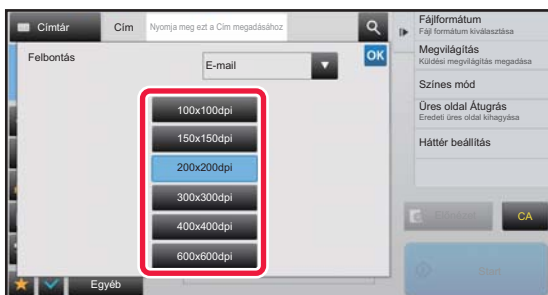 Címtár
Cím
Nyomja meg ezt a Cím megadásához
Felbontás
E-mail
OK
100x100dpi
150x150dpi
200x200dpi
300x300dpi
400x400dpi
600x600dpi
Egyéb
Fájlformátum
Fájl formátum kiválasztása
Megvilágítás
Küldési megvilágítás megadása
Színes mód
Üres oldal Átugrás
Eredeti üres oldal kihagyása
Háttér beállítás
CA
Start